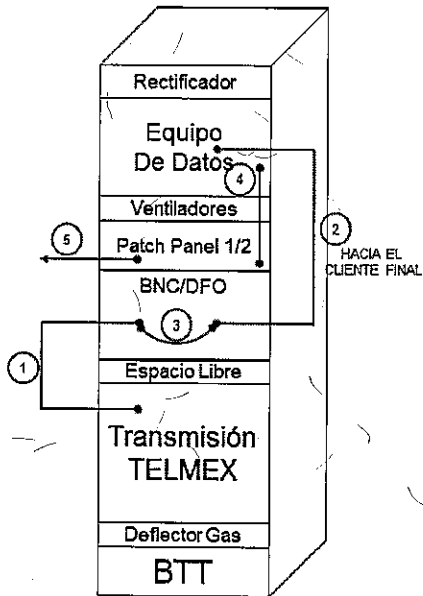 Rectificador
Equipo
De Datos
4
Ventiladores
5
Patch Panel 1/2
2
HACIA EL
CLIENTE FINAL
BNC/DFO
3
1
Espacio Libre
Transmisión
TELMEX
Deflector Gas
BTT